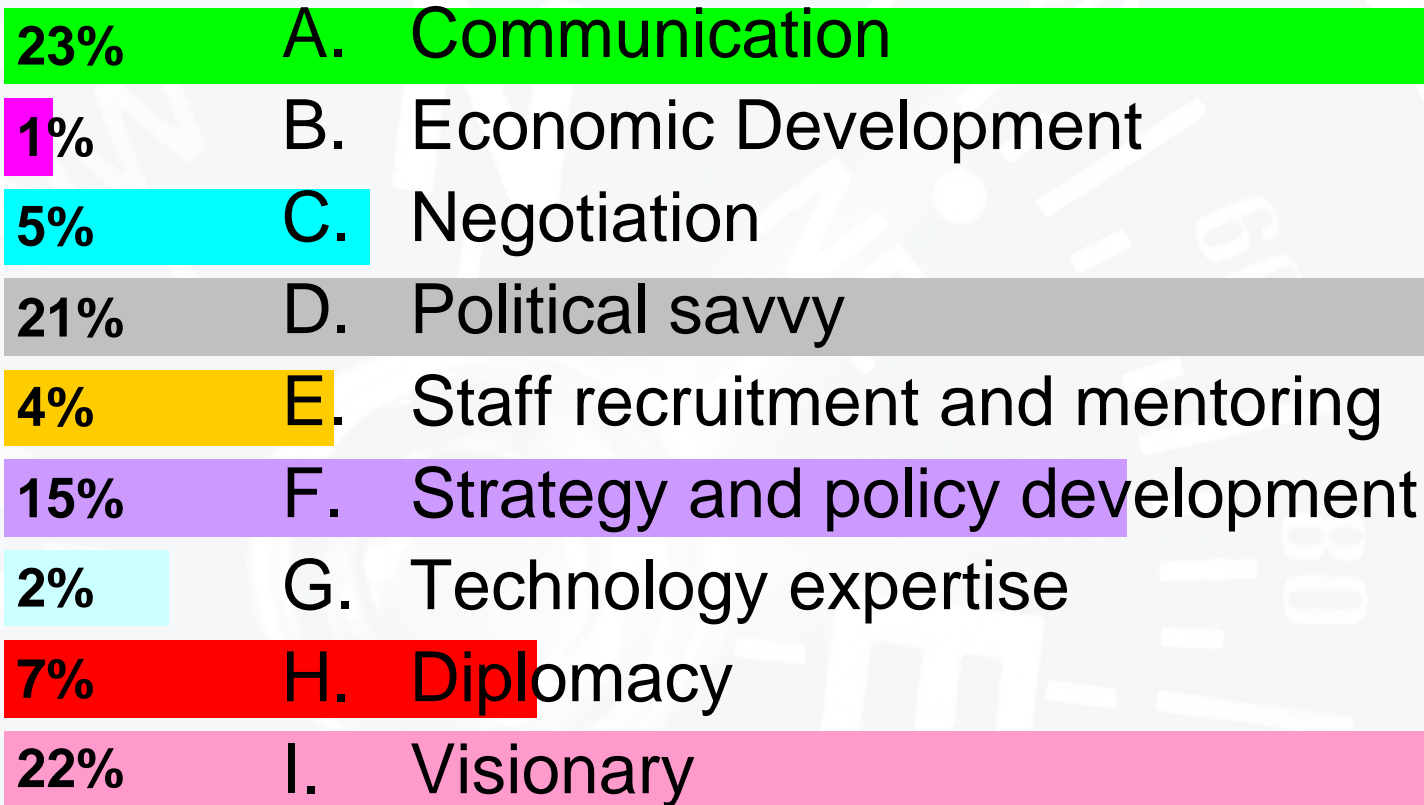 23% A. Communication
1% B. Economic Development
5% C. Negotiation
21% D. Political savvy
4% E. Staff recruitment and mentoring
15% F. Strategy and policy development
2% G. Technology expertise
7% H. Diplomacy
22% I. Visionary